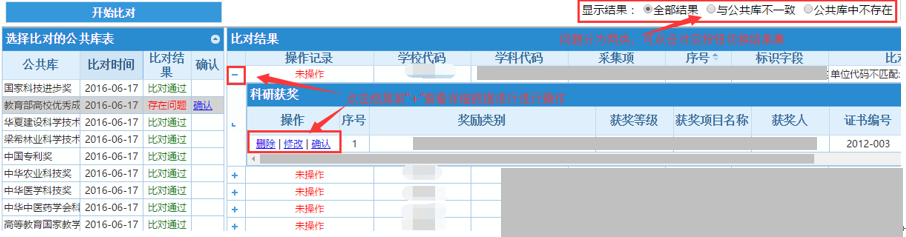 开始比对
显示结果： 全部结果 与公共库不一致 公共库中不存在
选择比对的公共库表
比对结果
公共库 比对时间 比对结果 确认
操作记录 学校代码 学科代码 采集项 序号 标识字段
国家科技进步奖 2016-06-17 比对通过
教育部高校优秀成 2016-06-17 存在问题 确认
华夏建设科学技术 2016-06-17 比对通过
梁希林业科学技术 2016-06-17 比对通过
中国专利奖 2016-06-17 比对通过
中华农业科技奖 2016-06-17 比对通过
中华医学科技奖 2016-06-17 比对通过
中华中医药学会科 2016-06-17 比对通过
高等教育国家教学 2016-06-17 比对通过
未操作 单位代码不匹配:
科研获奖
操作 序号 奖励类别 获奖等级 获奖项目名称 获奖人 证书编号
删除 | 修改 | 确认 1 2012-003
未操作
未操作
未操作
未操作